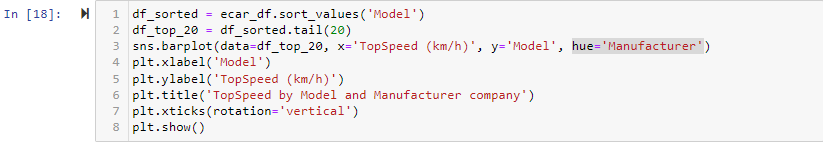 In [18]:
1 df_sorted = ecar_df.sort_values('Model')
2 df_top_20 = df_sorted.tail(20)
3 sns.barplot(data=df_top_20, x='TopSpeed (km/h)', y='Model', hue='Manufacturer')
4 plt.xlabel('Model')
5 plt.ylabel('TopSpeed (km/h)')
6 plt.title('TopSpeed by Model and Manufacturer company')
7 plt.xticks(rotation='vertical')
8 plt.show()